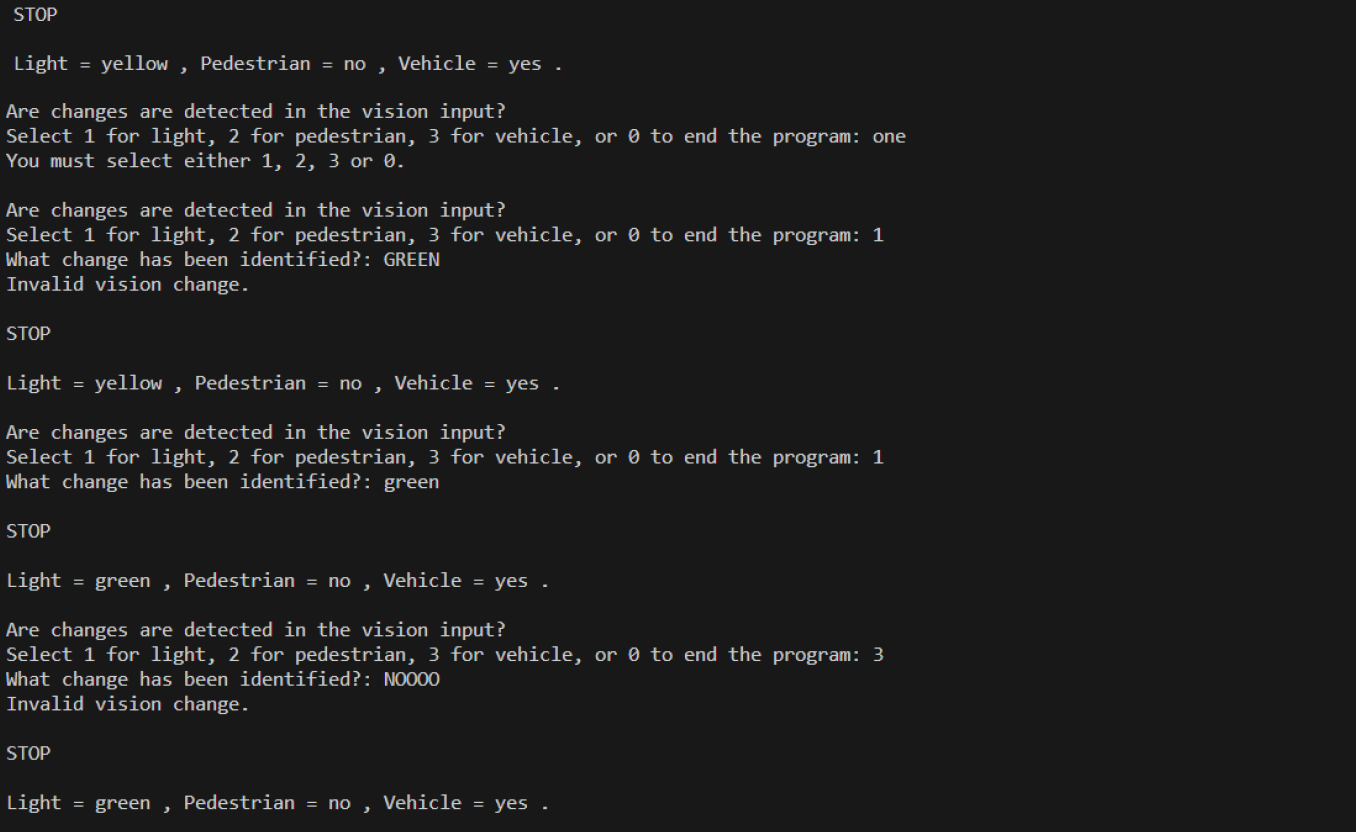 STOP
Light = yellow , Pedestrian = no , Vehicle = yes .
Are changes are detected in the vision input?
Select 1 for light, 2 for pedestrian, 3 for vehicle, or 0 to end the program: one
You must select either 1, 2, 3 or 0.
Are changes are detected in the vision input?
Select 1 for light, 2 for pedestrian, 3 for vehicle, or 0 to end the program: 1
What change has been identified?: GREEN
Invalid vision change.
STOP
Light = yellow , Pedestrian = no , Vehicle = yes .
Are changes are detected in the vision input?
Select 1 for light, 2 for pedestrian, 3 for vehicle, or 0 to end the program: 1
What change has been identified?: green
STOP
Light = green , Pedestrian = no , Vehicle = yes .
Are changes are detected in the vision input?
Select 1 for light, 2 for pedestrian, 3 for vehicle, or 0 to end the program: 3
What change has been identified?: NOOOO
Invalid vision change.
STOP
Light = green , Pedestrian = no , Vehicle = yes .